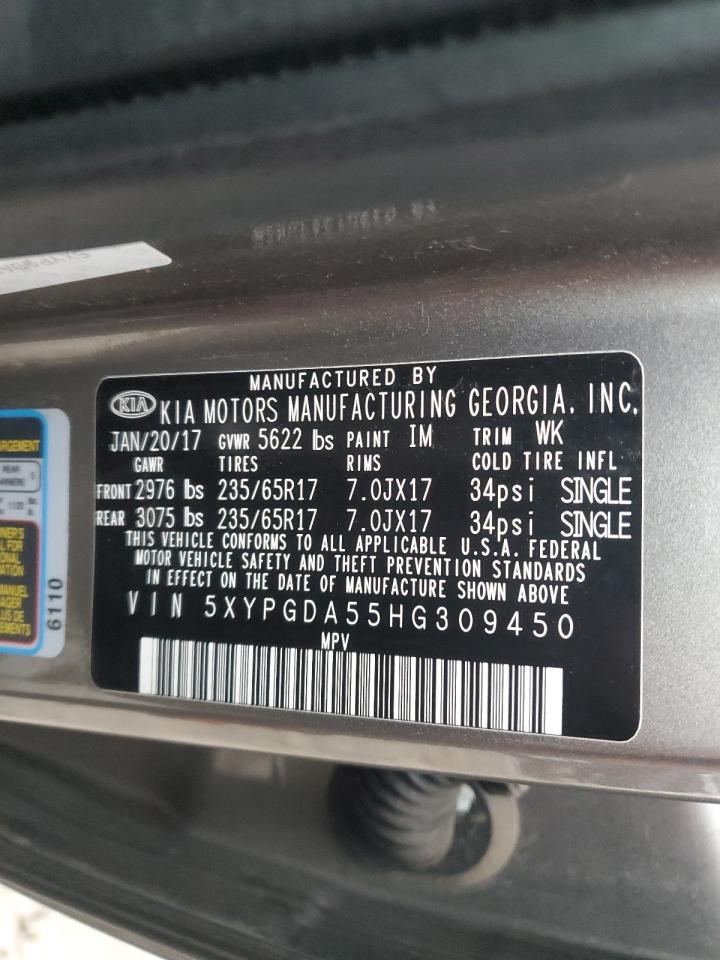 MANUFACTURED BY
KIA KIA MOTORS MANUFACTURING GEORGIA, INC.
JAN/20/17 GVWR 5622 lbs PAINT IM TRIM WK
GAWR TIRES RIMS COLD TIRE INFL
FRONT 2976 lbs 235/65R17 7.0JX17 34psi SINGLE
REAR 3075 lbs 235/65R17 7.0JX17 34psi SINGLE
THIS VEHICLE CONFORMS TO ALL APPLICABLE U.S.A. FEDERAL
MOTOR VEHICLE SAFETY AND THEFT PREVENTION STANDARDS
IN EFFECT ON THE DATE OF MANUFACTURE SHOWN ABOVE
VIN 5XYPGDA55HG309450
MPV
REAR
5
6110